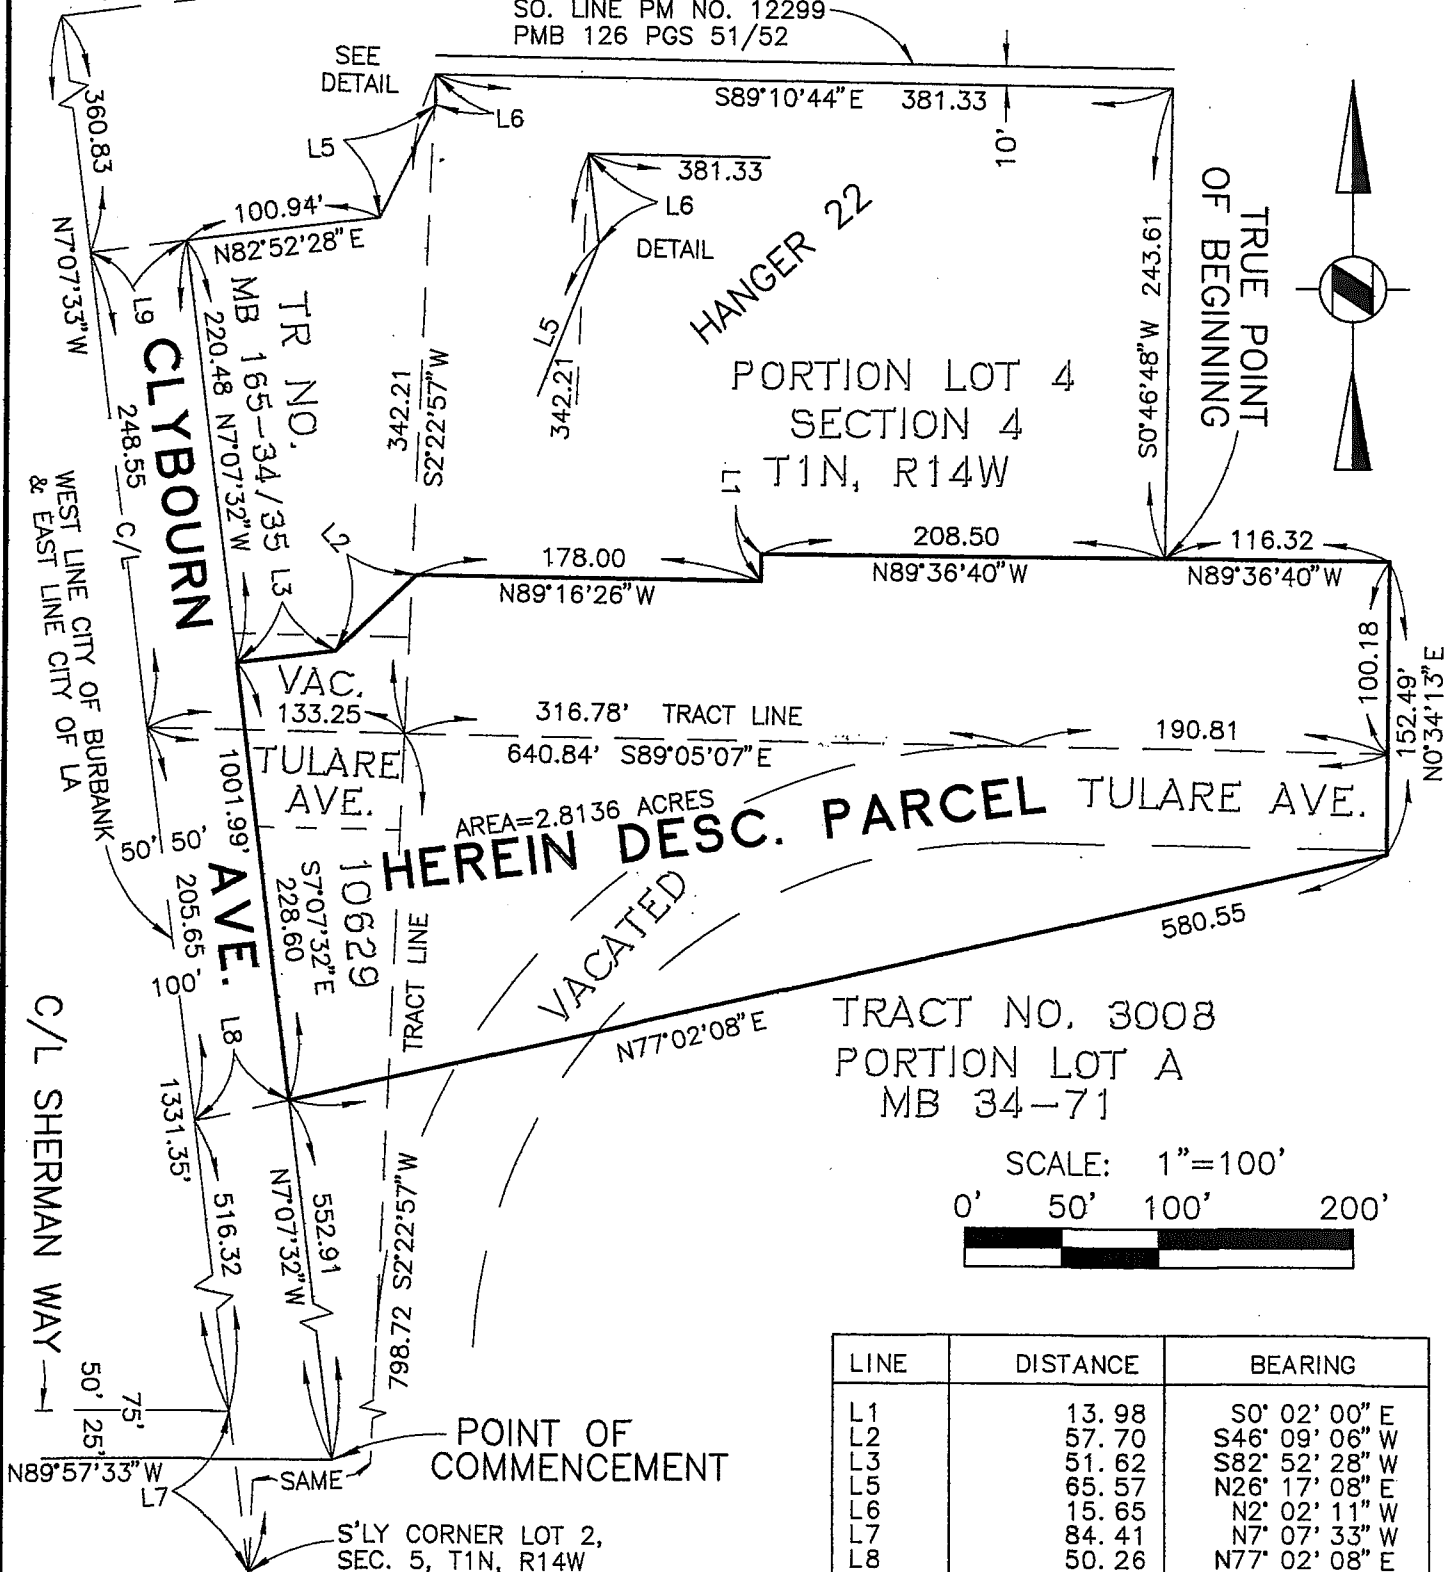 SO. LINE PM NO. 12299
PMB 126 PGS 51/52
SEE
DETAIL
S89°10'44"E 381.33
L6
L5
10'
360.83
381.33
L6
DETAIL
L5
342.21
HANGER 22
100.94'
N82°52'28"E
N7°07'33"W
L9
TR NO.
MB 165-34/35
220.48 N7°07'32"W
342.21
S2°22'57"W
S0°46'48"W 243.61
TRUE POINT
OF BEGINNING
PORTION LOT 4
SECTION 4
T1N, R14W
CLYBOURN
248.55
C/L
WEST LINE CITY OF BURBANK
& EAST LINE CITY OF LA
L2
L3
L1
178.00
N89°16'26"W
208.50
N89°36'40"W
116.32
N89°36'40"W
100.18
152.49'
N0°34'13"E
VAC.
133.25
TULARE
AVE.
316.78' TRACT LINE
640.84' S89°05'07"E
190.81
TULARE AVE.
AREA=2.8136 ACRES
HEREIN DESC. PARCEL
1001.99'
50' 50'
205.65
100'
AVE.
S7°07'32"E
228.60
10629
TRACT LINE
VACATED
580.55
N77°02'08"E
L8
TRACT NO. 3008
PORTION LOT A
MB 34-71
C/L SHERMAN WAY
1331.35'
516.32
N7°07'32"W
552.91
798.72 S2°22'57"W
SCALE: 1"=100'
0' 50' 100' 200'
50'
75'
25'
N89°57'33"W
L7
SAME
POINT OF
COMMENCEMENT
S'LY CORNER LOT 2,
SEC. 5, T1N, R14W
LINE DISTANCE BEARING
L1 13.98 S0° 02' 00" E
L2 57.70 S46° 09' 06" W
L3 51.62 S82° 52' 28" W
L5 65.57 N26° 17' 08" E
L6 15.65 N2° 02' 11" W
L7 84.41 N7° 07' 33" W
L8 50.26 N77° 02' 08" E